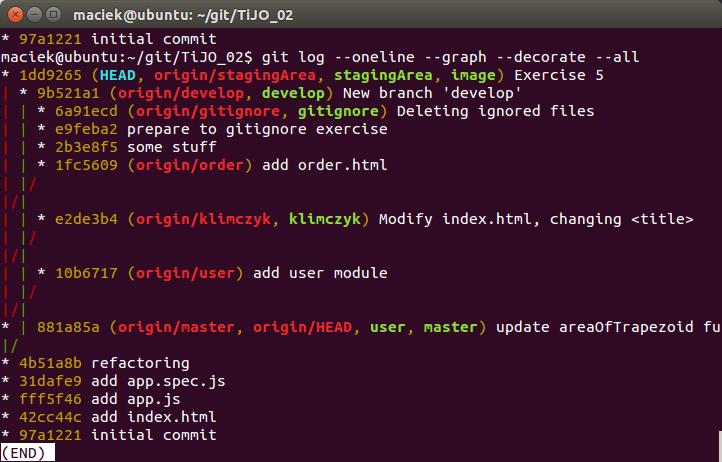 maciek@ubuntu: ~/git/TiJO_02
* 97a1221 initial commit
maciek@ubuntu:~/git/TiJO_02$ git log --oneline --graph --decorate --all
* 1dd9265 (HEAD, origin/stagingArea, stagingArea, image) Exercise 5
| * 9b521a1 (origin/develop, develop) New branch 'develop'
| | * 6a91ecd (origin/gitignore, gitignore) Deleting ignored files
| | * e9feba2 prepare to gitignore exercise
| | * 2b3e8f5 some stuff
| | * 1fc5609 (origin/order) add order.html
| |/
|/|
| | * e2de3b4 (origin/klimczyk, klimczyk) Modify index.html, changing <title>
| |/
|/|
| | * 10b6717 (origin/user) add user module
| |/
|/|
* | 881a85a (origin/master, origin/HEAD, user, master) update areaOfTrapezoid fu
|/
* 4b51a8b refactoring
* 31dafe9 add app.spec.js
* fff5f46 add app.js
* 42cc44c add index.html
* 97a1221 initial commit
(END)